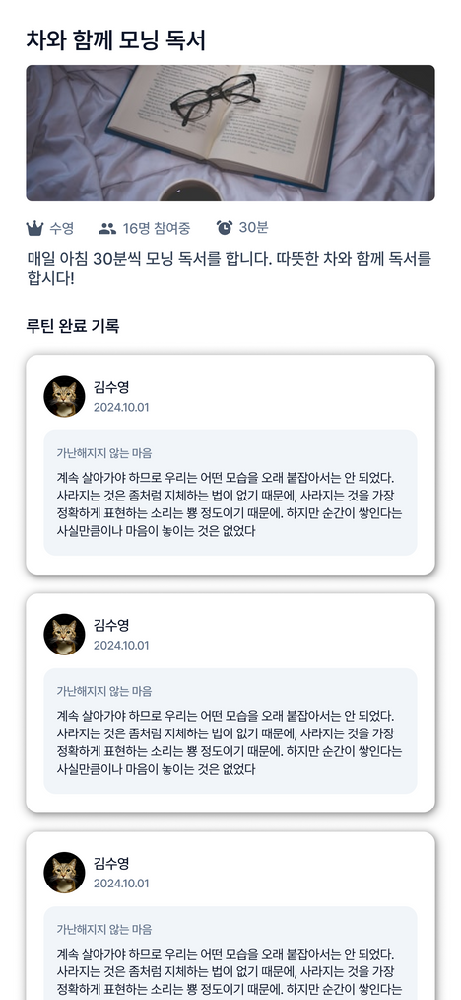 차와 함께 모닝 독서
수영
16명 참여중
30분
매일 아침 30분씩 모닝 독서를 합니다. 따뜻한 차와 함께 독서를
합시다!
루틴 완료 기록
김수영
2024.10.01
가난해지지 않는 마음
계속 살아가야 하므로 우리는 어떤 모습을 오래 붙잡아서는 안 되었다.
사라지는 것은 좀처럼 지체하는 법이 없기 때문에, 사라지는 것을 가장
정확하게 표현하는 소리는 뿅 정도이기 때문에. 하지만 순간이 쌓인다는
사실만큼이나 마음이 놓이는 것은 없었다
김수영
2024.10.01
가난해지지 않는 마음
계속 살아가야 하므로 우리는 어떤 모습을 오래 붙잡아서는 안 되었다.
사라지는 것은 좀처럼 지체하는 법이 없기 때문에, 사라지는 것을 가장
정확하게 표현하는 소리는 뿅 정도이기 때문에. 하지만 순간이 쌓인다는
사실만큼이나 마음이 놓이는 것은 없었다
김수영
2024.10.01
가난해지지 않는 마음
계속 살아가야 하므로 우리는 어떤 모습을 오래 붙잡아서는 안 되었다.
사라지는 것은 좀처럼 지체하는 법이 없기 때문에, 사라지는 것을 가장
정확하게 표현하는 소리는 뿅 정도이기 때문에. 하지만 순간이 쌓인다는